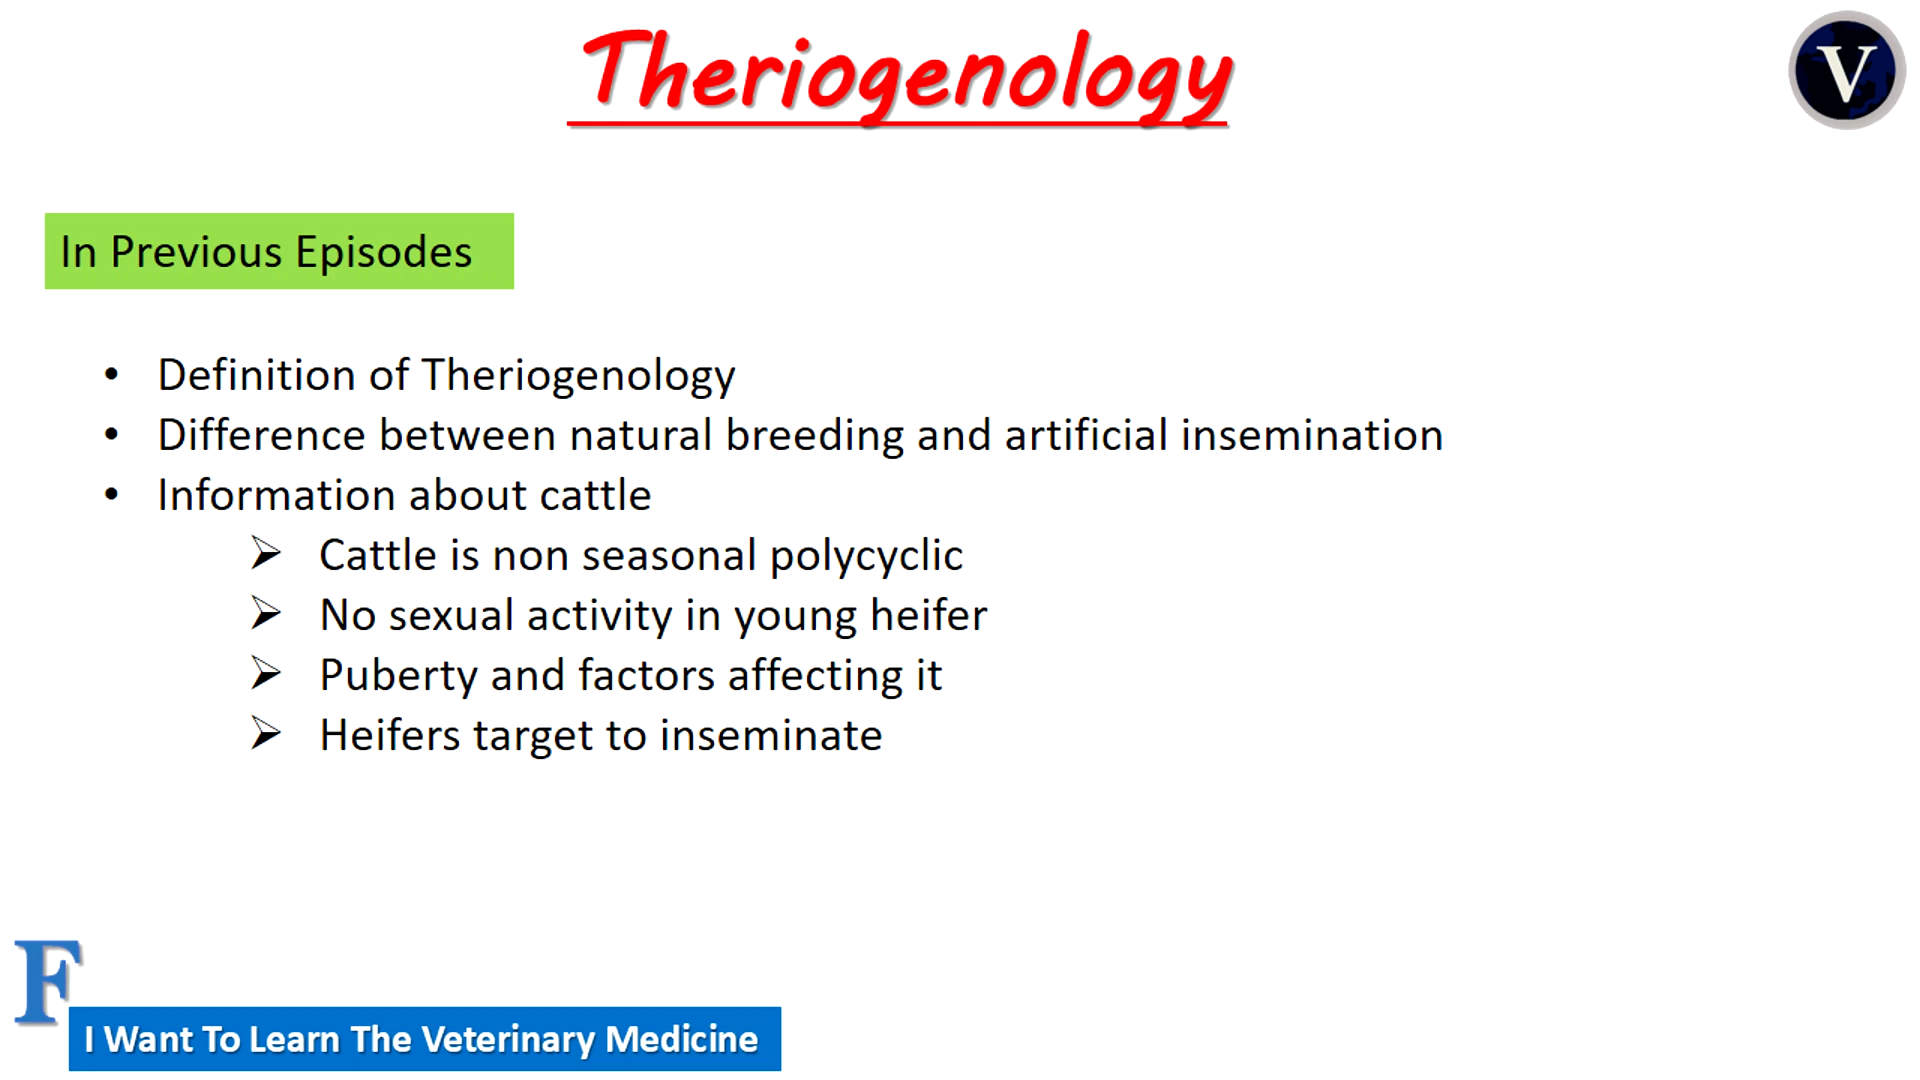 Theriogenology
V
In Previous Episodes
• Definition of Theriogenology
• Difference between natural breeding and artificial insemination
• Information about cattle
➢ Cattle is non seasonal polycyclic
➢ No sexual activity in young heifer
➢ Puberty and factors affecting it
➢ Heifers target to inseminate
F
I Want To Learn The Veterinary Medicine